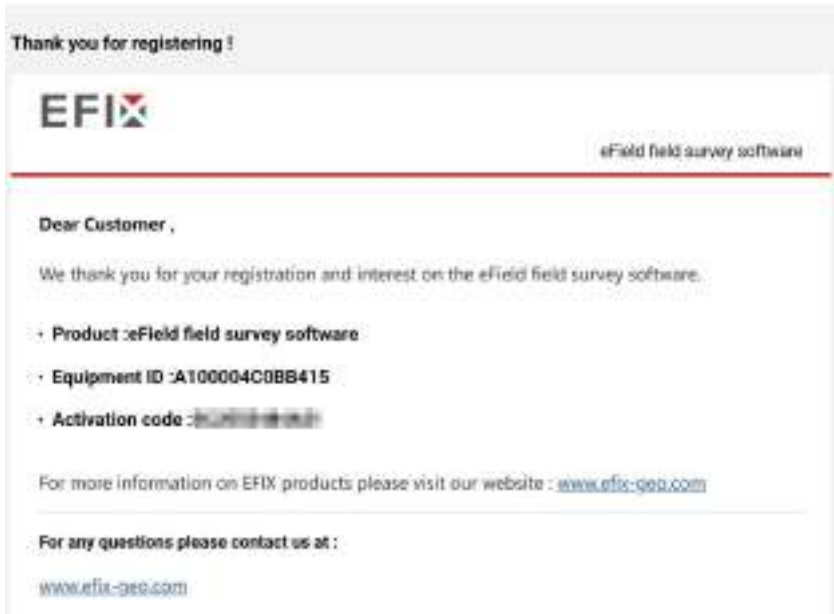 Thank you for registering !
EFIX
eField field survey software
Dear Customer ,
We thank you for your registration and interest on the eField field survey software.
· Product :eField field survey software
· Equipment ID :A100004C0BB415
· Activation code :
For more information on EFIX products please visit our website : www.efix-geo.com
For any questions please contact us at :
www.efix-geo.com